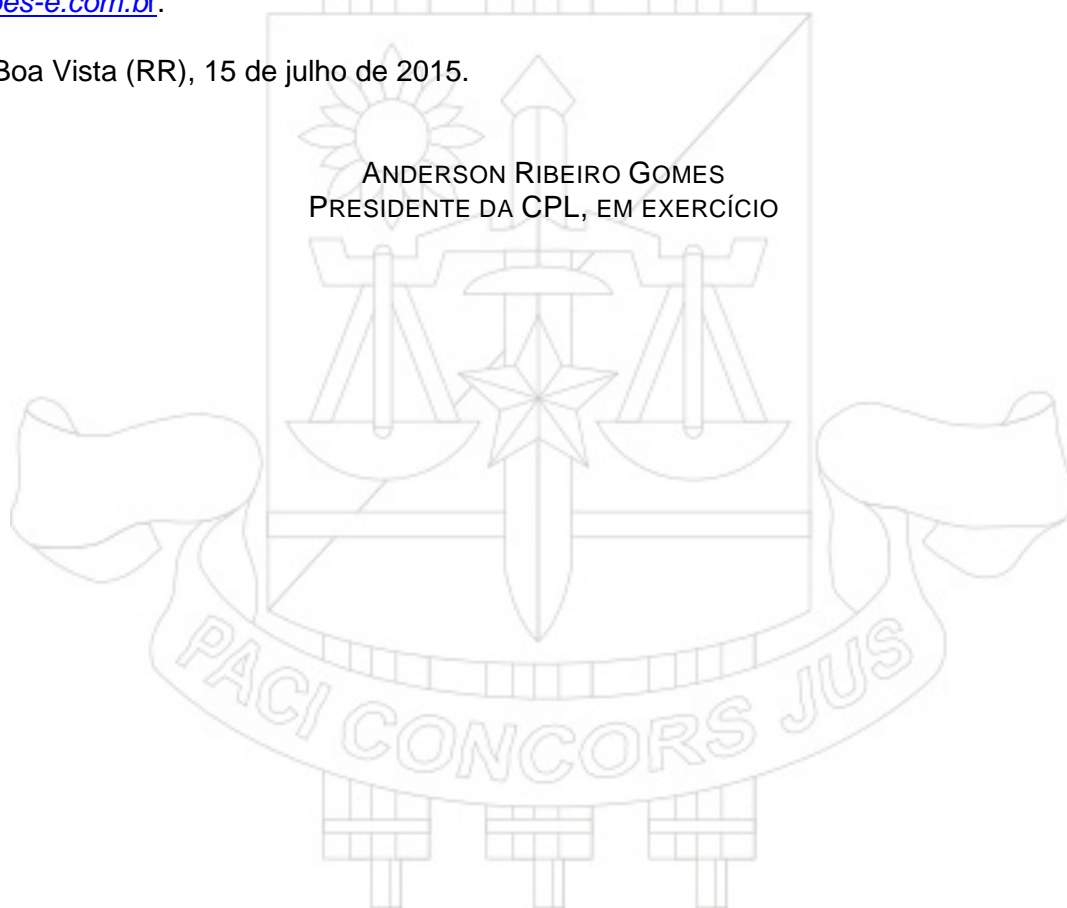 oes-e.com.br.
Boa Vista (RR), 15 de julho de 2015.
ANDERSON RIBEIRO GOMES
PRESIDENTE DA CPL, EM EXERCÍCIO
PACI CONCORS JUS